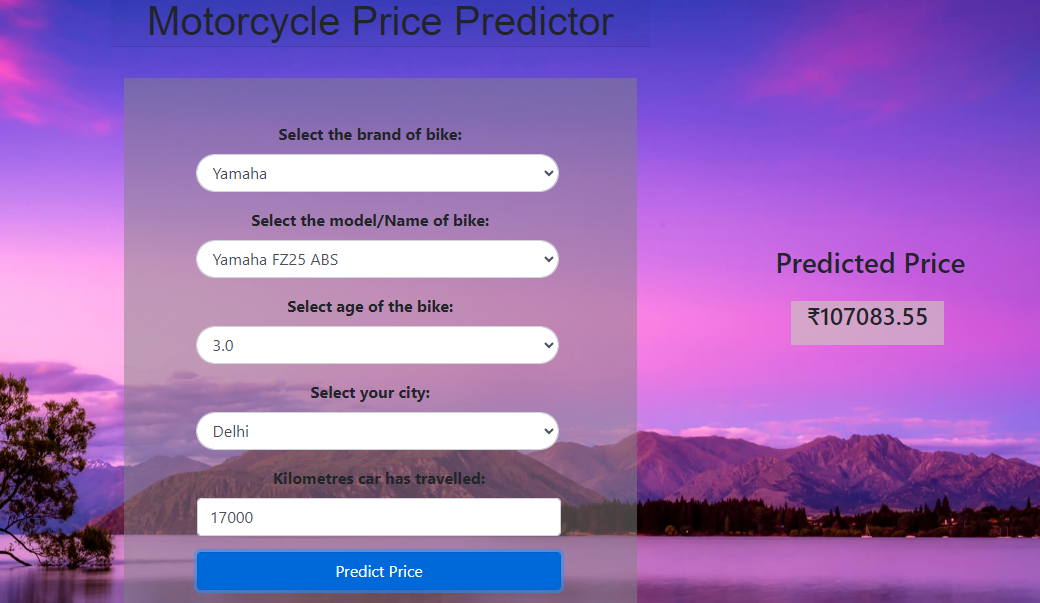 Motorcycle Price Predictor
Select the brand of bike:
Yamaha
Select the model/Name of bike:
Yamaha FZ25 ABS
Select age of the bike:
3.0
Select your city:
Delhi
Kilometres car has travelled:
17000
Predict Price
Predicted Price
₹107083.55